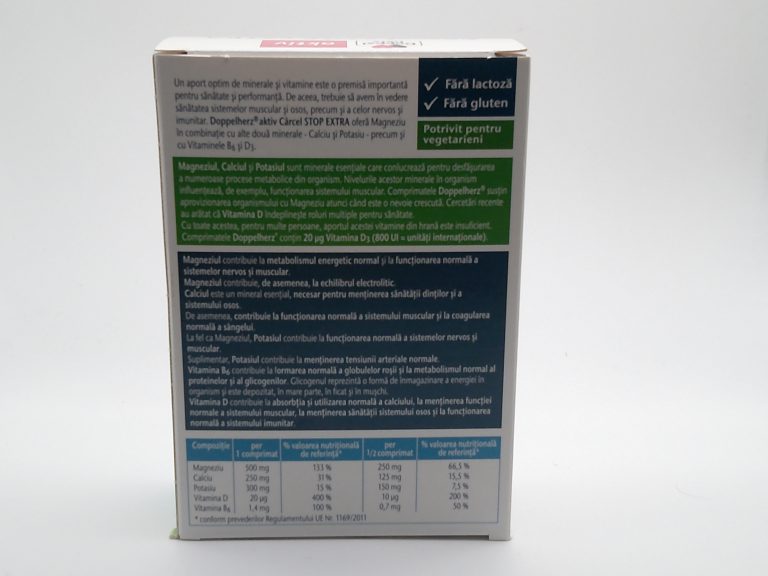 aktiv
Un aport optim de minerale și vitamine este o premisă importantă
pentru sănătate și performanță. De aceea, trebuie să avem în vedere
sănătatea sistemelor muscular și osos, precum și a celor nervos și
imunitar. Doppelherz® aktiv Cârcel STOP EXTRA oferă Magneziu
în combinație cu alte două minerale - Calciu și Potasiu - precum și
cu Vitaminele B6 și D3.
✓ Fără lactoză
✓ Fără gluten
Potrivit pentru
vegetarieni
Magneziul, Calciul și Potasiul sunt minerale esențiale care conlucrează pentru desfășurarea
a numeroase procese metabolice din organism. Nivelurile acestor minerale în organism
influențează, de exemplu, funcționarea sistemului muscular. Comprimatele Doppelherz® susțin
aprovizionarea organismului cu Magneziu atunci când este o nevoie crescută. Cercetări recente
au arătat că Vitamina D îndeplinește roluri multiple pentru sănătate.
Cu toate acestea, pentru multe persoane, aportul acestei vitamine din hrană este insuficient.
Comprimatele Doppelherz® conțin 20 µg Vitamina D3 (800 UI = unități internaționale).
Magneziul contribuie la metabolismul energetic normal și la funcționarea normală a
sistemelor nervos și muscular.
Magneziul contribuie, de asemenea, la echilibrul electrolitic.
Calciul este un mineral esențial, necesar pentru menținerea sănătății dinților și a
sistemului osos.
De asemenea, contribuie la funcționarea normală a sistemului muscular și la coagularea
normală a sângelui.
La fel ca Magneziul, Potasiul contribuie la funcționarea normală a sistemelor nervos și
muscular.
Suplimentar, Potasiul contribuie la menținerea tensiunii arteriale normale.
Vitamina B6 contribuie la formarea normală a globulelor roșii și la metabolismul normal al
proteinelor și al glicogenilor. Glicogenul reprezintă o formă de înmagazinare a energiei în
organism și este depozitat, în mare parte, în ficat și în mușchi.
Vitamina D contribuie la absorbția și utilizarea normală a calciului, la menținerea funcției
normale a sistemului muscular, la menținerea sănătății sistemului osos și la funcționarea
normală a sistemului imunitar.
Compoziție per 1 comprimat % valoarea nutrițională de referință* per 1/2 comprimat % valoarea nutrițională de referință*
Magneziu 500 mg 133 % 250 mg 66,5 %
Calciu 250 mg 31 % 125 mg 15,5 %
Potasiu 300 mg 15 % 150 mg 7,5 %
Vitamina D 20 µg 400 % 10 µg 200 %
Vitamina B6 1,4 mg 100 % 0,7 mg 50 %
* conform prevederilor Regulamentului UE Nr. 1169/2011